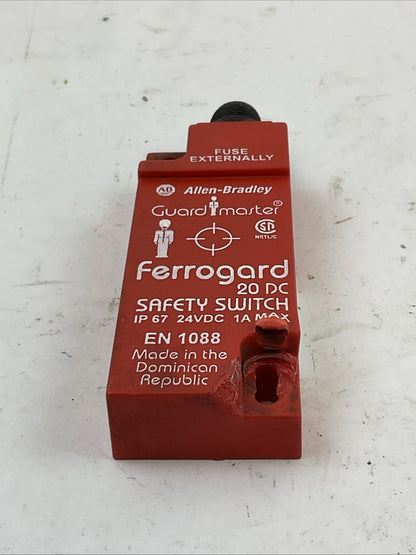 FUSE
EXTERNALLY
AB Allen-Bradley
Guardmaster®
NRTL/C
Ferrogard
20 DC
SAFETY SWITCH
IP 67 24VDC 1A MAX
EN 1088
Made in the
Dominican
Republic